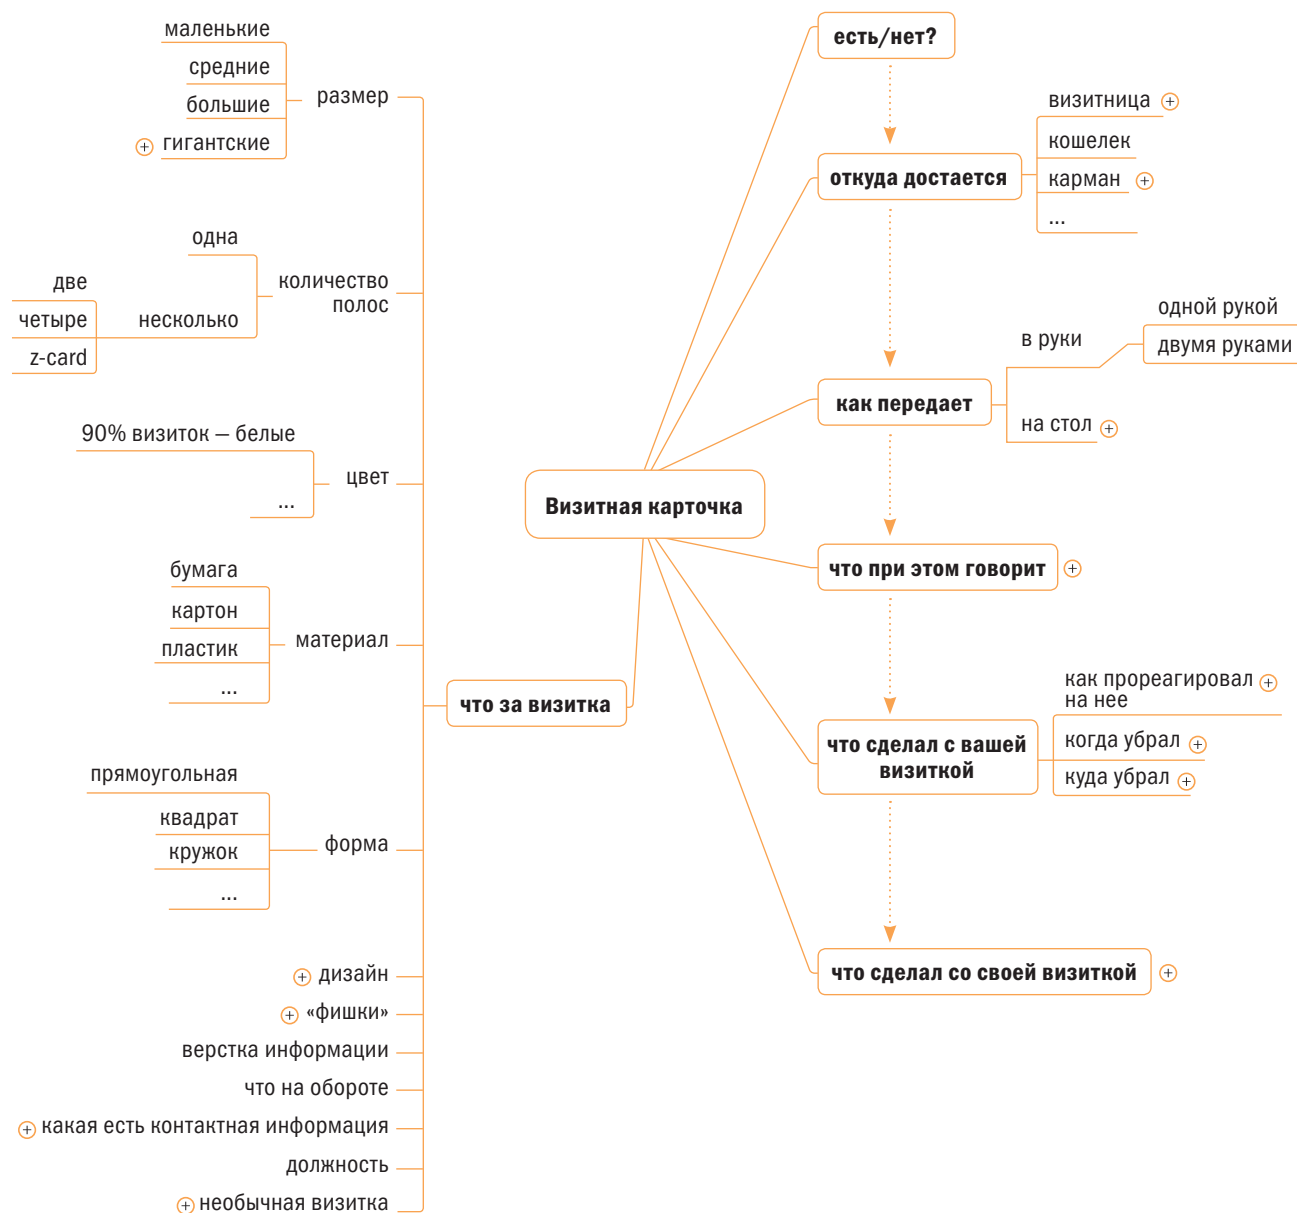 маленькие
средние
размер
большие
гигантские
одна
две
количество
полос
четыре
несколько
z-card
90% визиток — белые
цвет
...
бумага
картон
материал
пластик
...
что за визитка
прямоугольная
квадрат
форма
кружок
...
дизайн
«фишки»
верстка информации
что на обороте
какая есть контактная информация
должность
необычная визитка
Визитная карточка
есть/нет?
откуда достается
визитница
кошелек
карман
...
как передает
в руки
одной рукой
двумя руками
на стол
что при этом говорит
что сделал с вашей
визиткой
как прореагировал
на нее
когда убрал
куда убрал
что сделал со своей визиткой